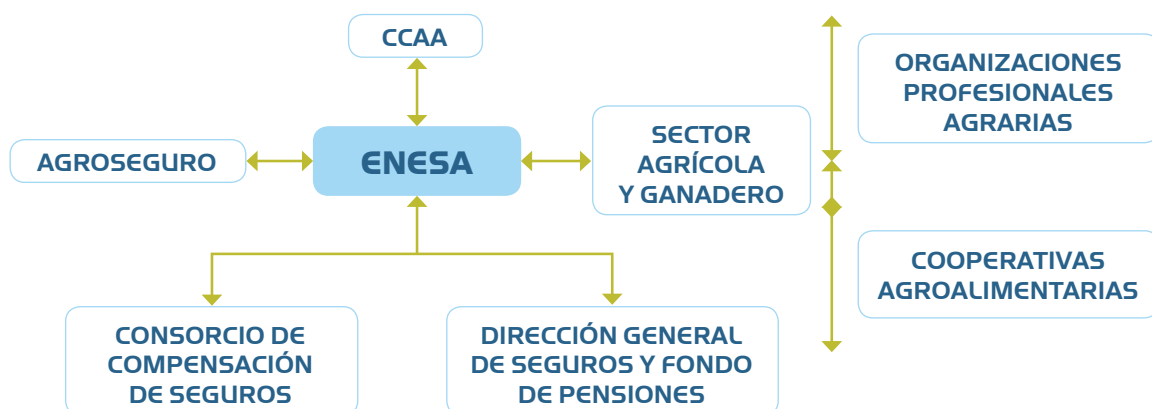 CCAA
AGROSEGURO
ENESA
SECTOR
AGRÍCOLA
Y GANADERO
ORGANIZACIONES
PROFESIONALES
AGRARIAS
COOPERATIVAS
AGROALIMENTARIAS
CONSORCIO DE
COMPENSACIÓN
DE SEGUROS
DIRECCIÓN GENERAL
DE SEGUROS Y FONDO
DE PENSIONES